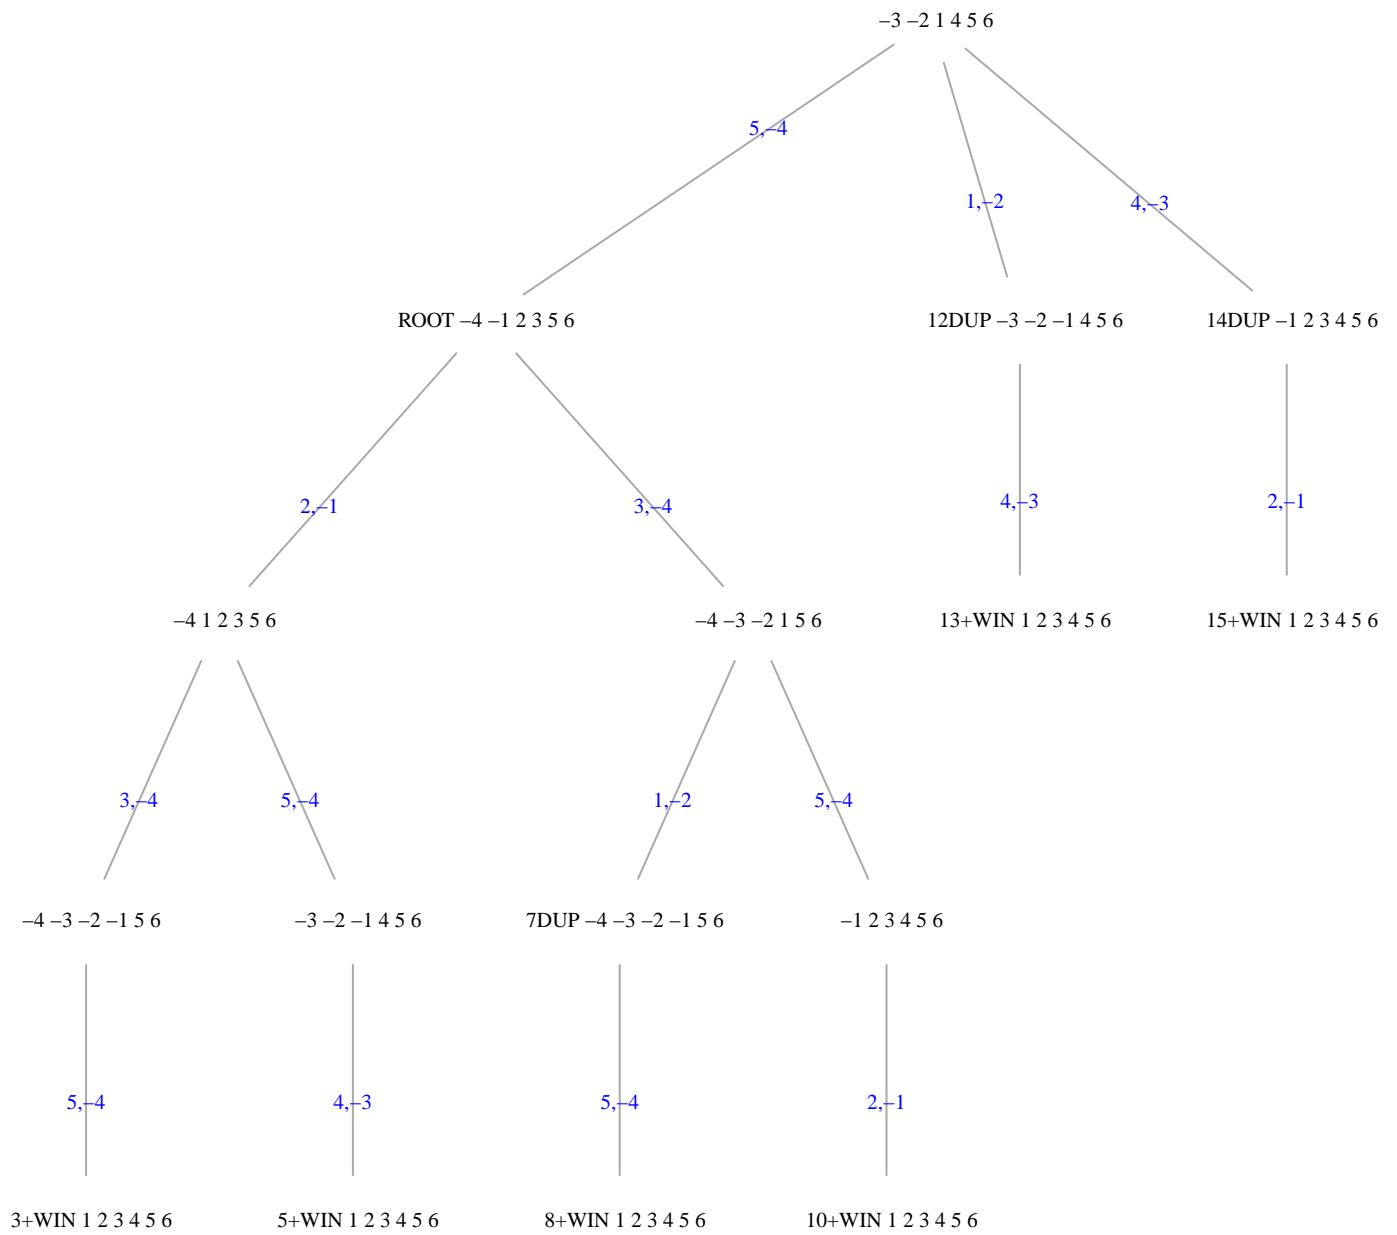 –3 –2 1 4 5 6
5,–4
1,–2
4,–3
ROOT –4 –1 2 3 5 6
12DUP –3 –2 –1 4 5 6
14DUP –1 2 3 4 5 6
2,–1
3,–4
4,–3
2,–1
–4 1 2 3 5 6
–4 –3 –2 1 5 6
13+WIN 1 2 3 4 5 6
15+WIN 1 2 3 4 5 6
3,–4
5,–4
1,–2
5,–4
–4 –3 –2 –1 5 6
–3 –2 –1 4 5 6
7DUP –4 –3 –2 –1 5 6
–1 2 3 4 5 6
5,–4
4,–3
5,–4
2,–1
3+WIN 1 2 3 4 5 6
5+WIN 1 2 3 4 5 6
8+WIN 1 2 3 4 5 6
10+WIN 1 2 3 4 5 6